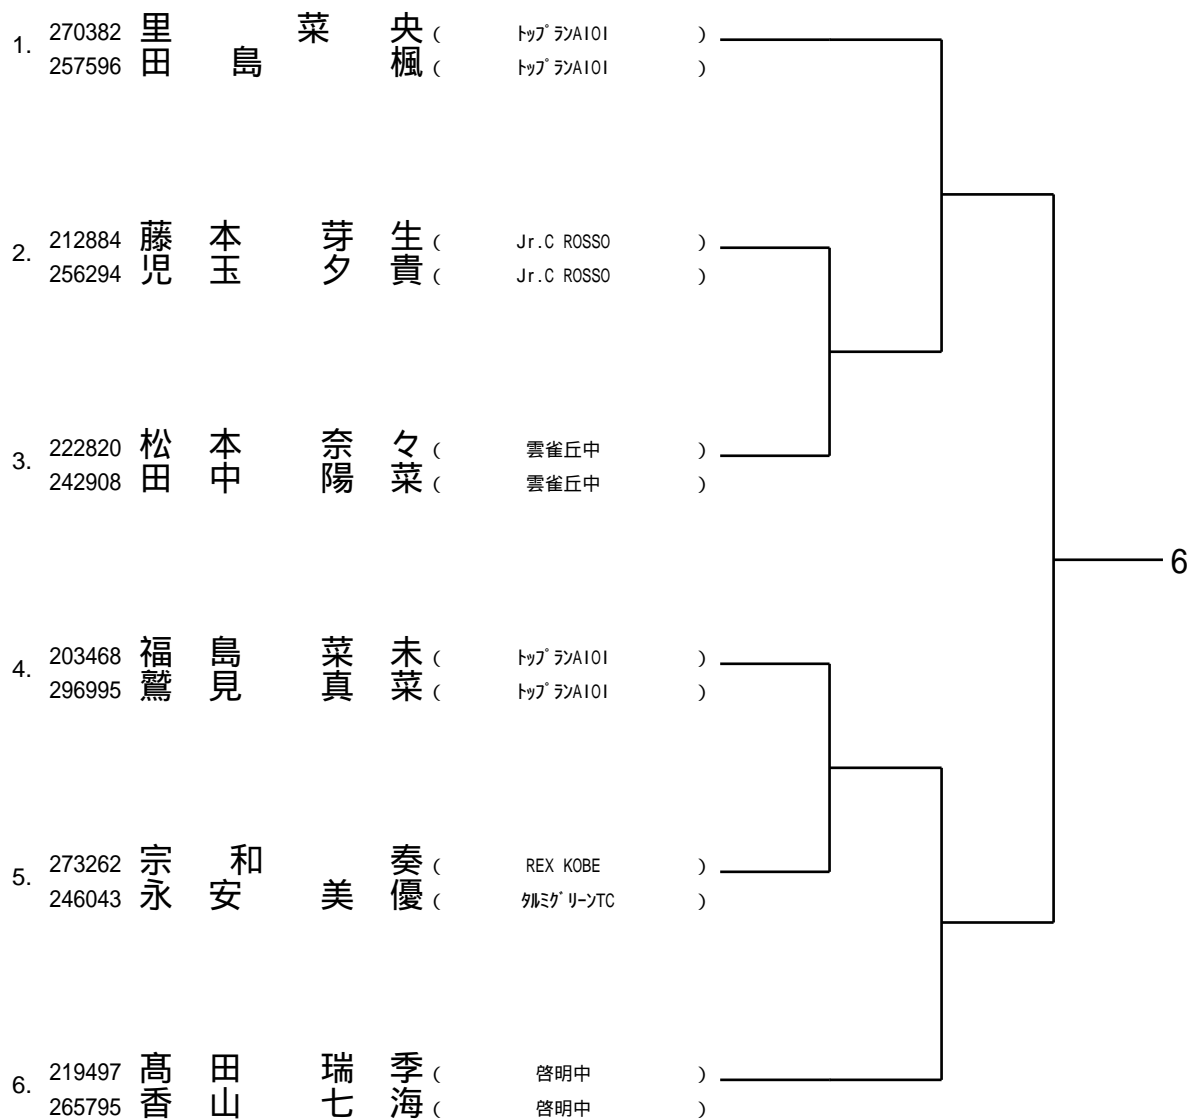 1. 270382 里 菜 央 ( トップランAIOI )
257596 田 島 楓 ( トップランAIOI )
2. 212884 藤 本 芽 生 ( Jr.C ROSSO )
256294 児 玉 夕 貴 ( Jr.C ROSSO )
3. 222820 松 本 奈 々 ( 雲雀丘中 )
242908 田 中 陽 菜 ( 雲雀丘中 )
6
4. 203468 福 島 菜 未 ( トップランAIOI )
296995 鷲 見 真 菜 ( トップランAIOI )
5. 273262 宗 和 奏 ( REX KOBE )
246043 永 安 美 優 ( タルミグリーンTC )
6. 219497 髙 田 瑞 季 ( 啓明中 )
265795 香 山 七 海 ( 啓明中 )